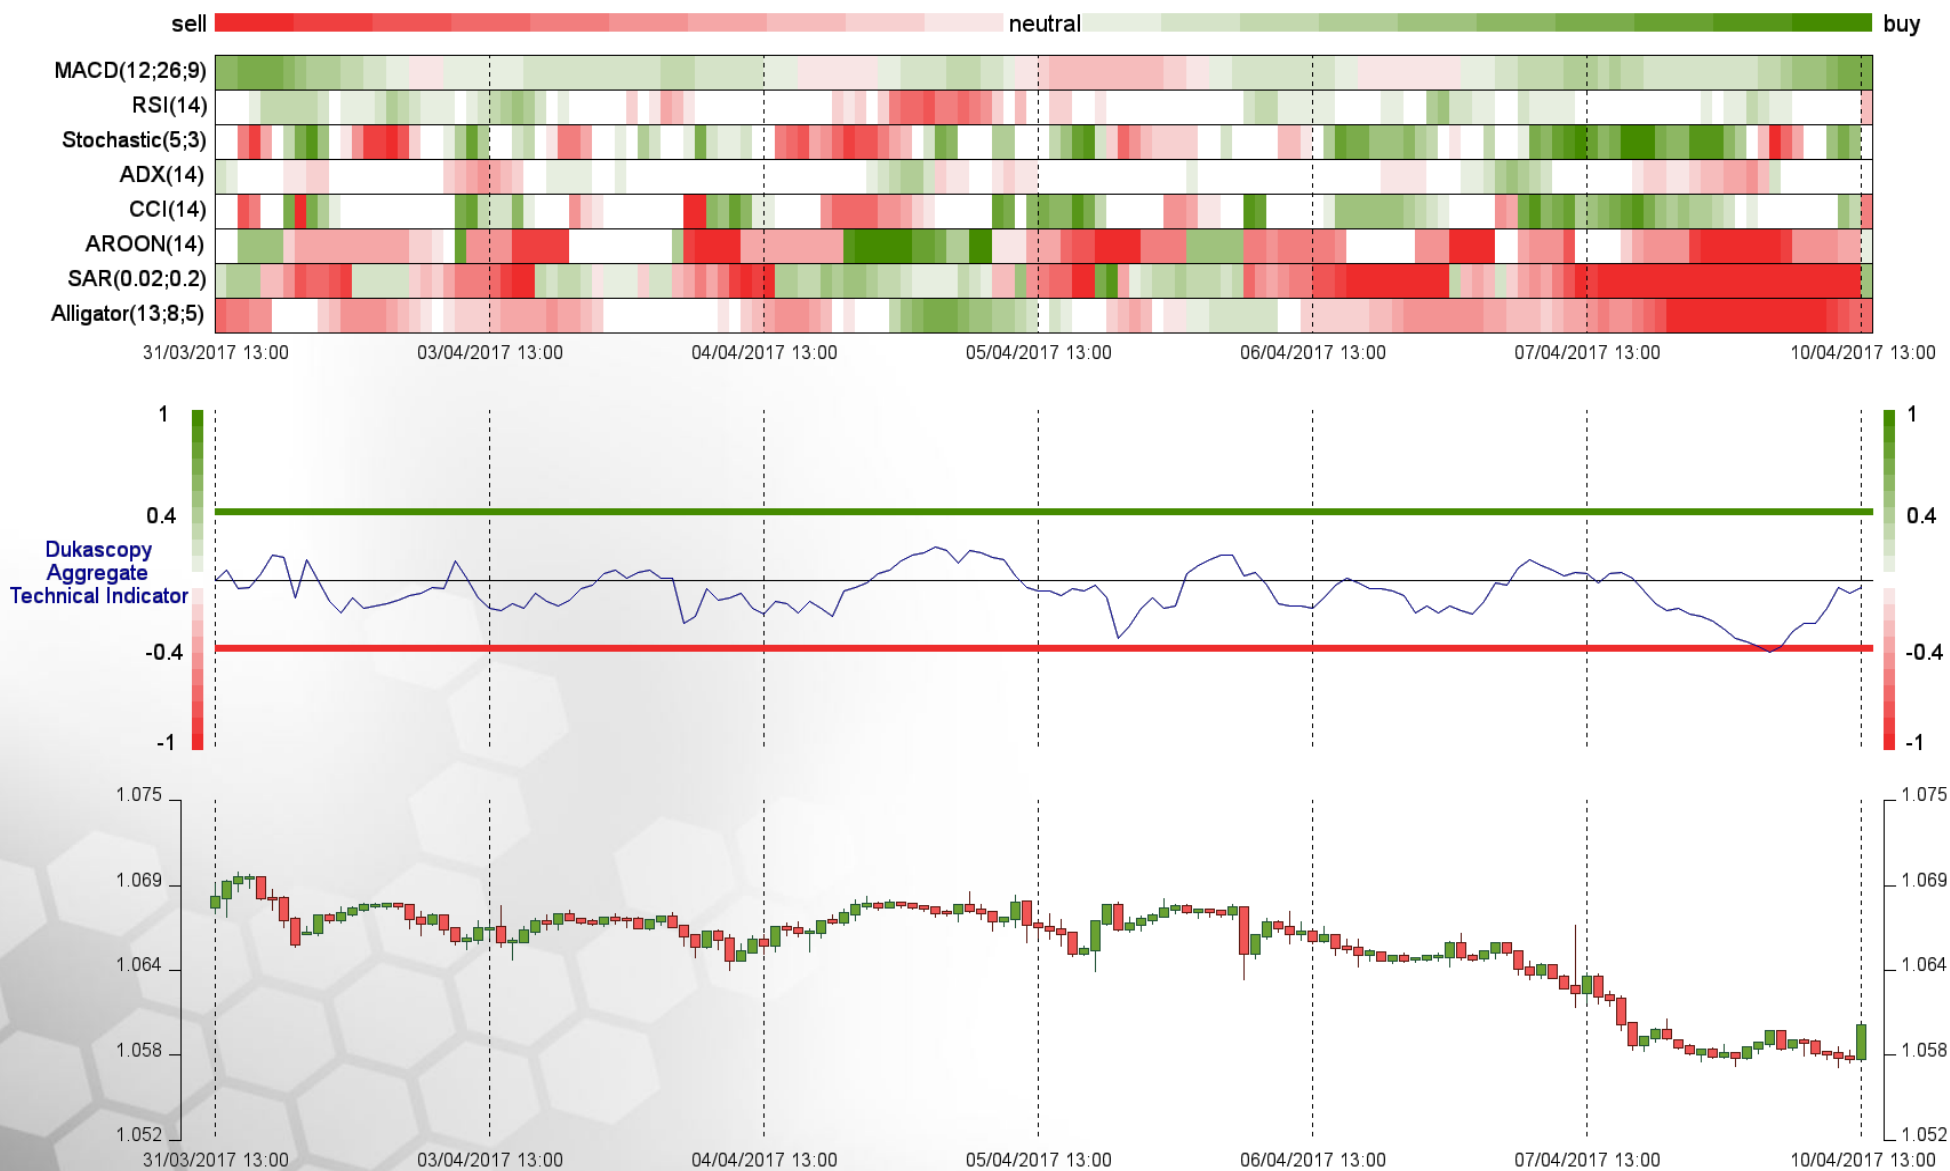 sell neutral buy
MACD(12;26;9)
RSI(14)
Stochastic(5;3)
ADX(14)
CCI(14)
AROON(14)
SAR(0.02;0.2)
Alligator(13;8;5)
31/03/2017 13:00 03/04/2017 13:00 04/04/2017 13:00 05/04/2017 13:00 06/04/2017 13:00 07/04/2017 13:00 10/04/2017 13:00
1 1
0.4 0.4
Dukascopy
Aggregate
Technical Indicator
-0.4 -0.4
-1 -1
1.075 1.075
1.069 1.069
1.064 1.064
1.058 1.058
1.052 1.052
31/03/2017 13:00 03/04/2017 13:00 04/04/2017 13:00 05/04/2017 13:00 06/04/2017 13:00 07/04/2017 13:00 10/04/2017 13:00